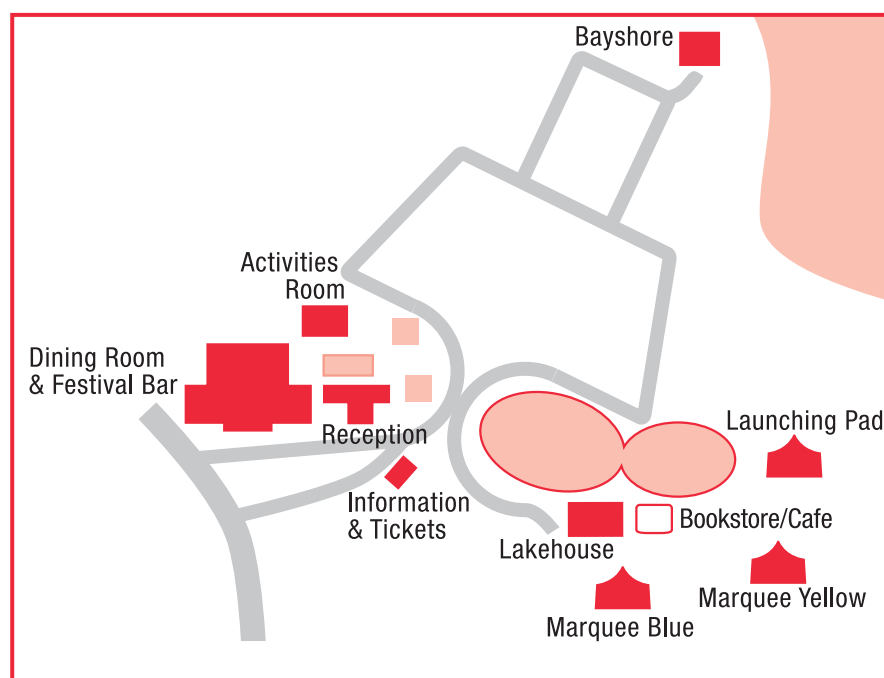 Bayshore
Activities
Room
Dining Room
& Festival Bar
Launching Pad
Reception
Information
& Tickets
Bookstore/Cafe
Lakehouse
Marquee Yellow
Marquee Blue